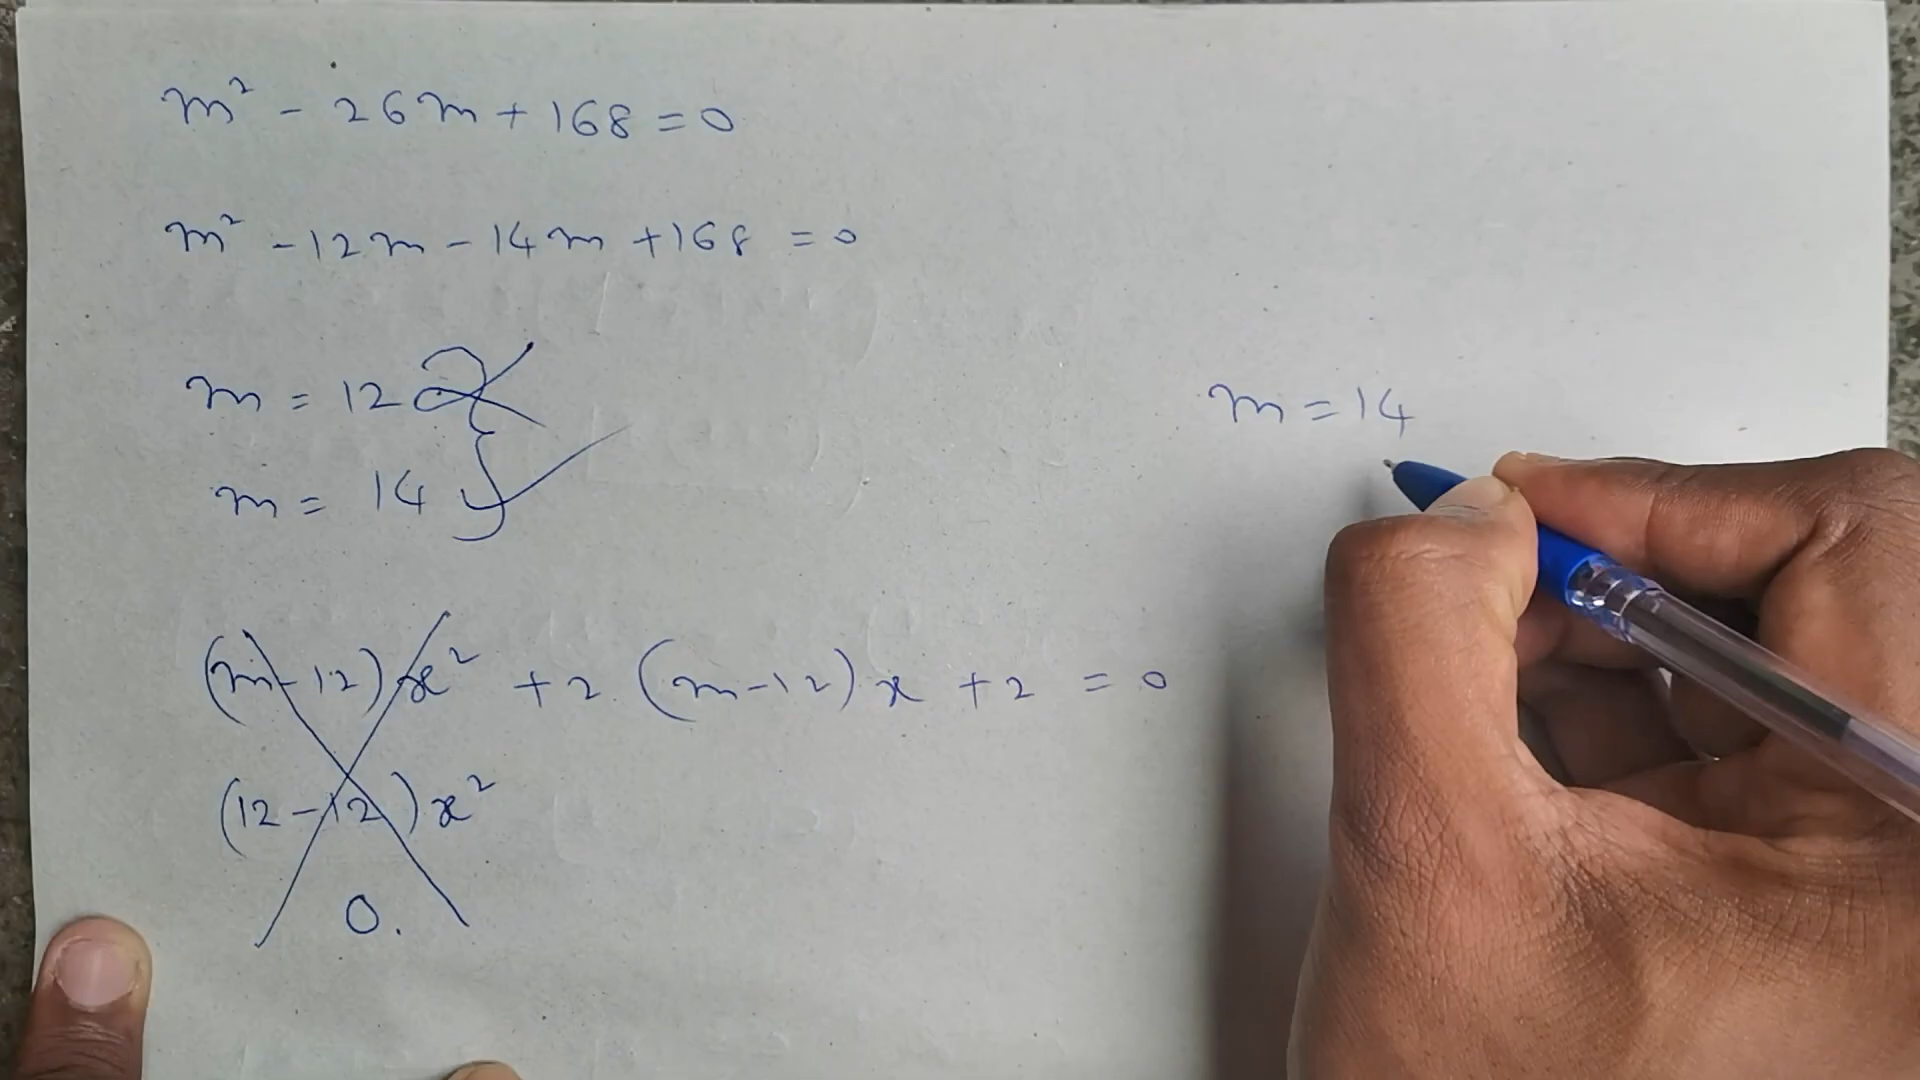 m² - 26m + 168 = 0
m² - 12m - 14m + 168 = 0
m = 12
m = 14
m = 14
(m-12)x² + 2(m-12)x + 2 = 0
(12-12)x²
0.